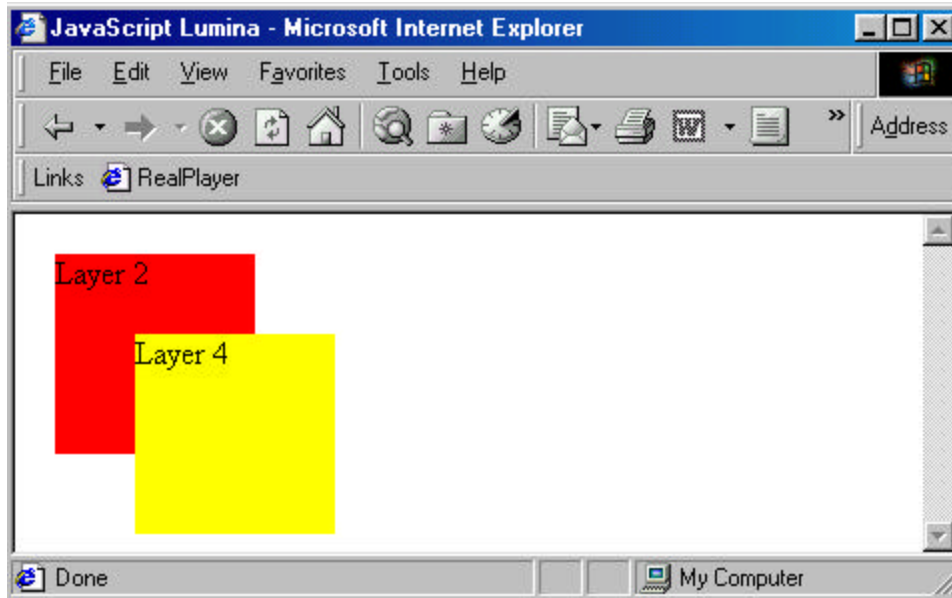 JavaScript Lumina - Microsoft Internet Explorer
File Edit View Favorites Tools Help
W » Address
Links RealPlayer
Layer 2
Layer 4
Done My Computer